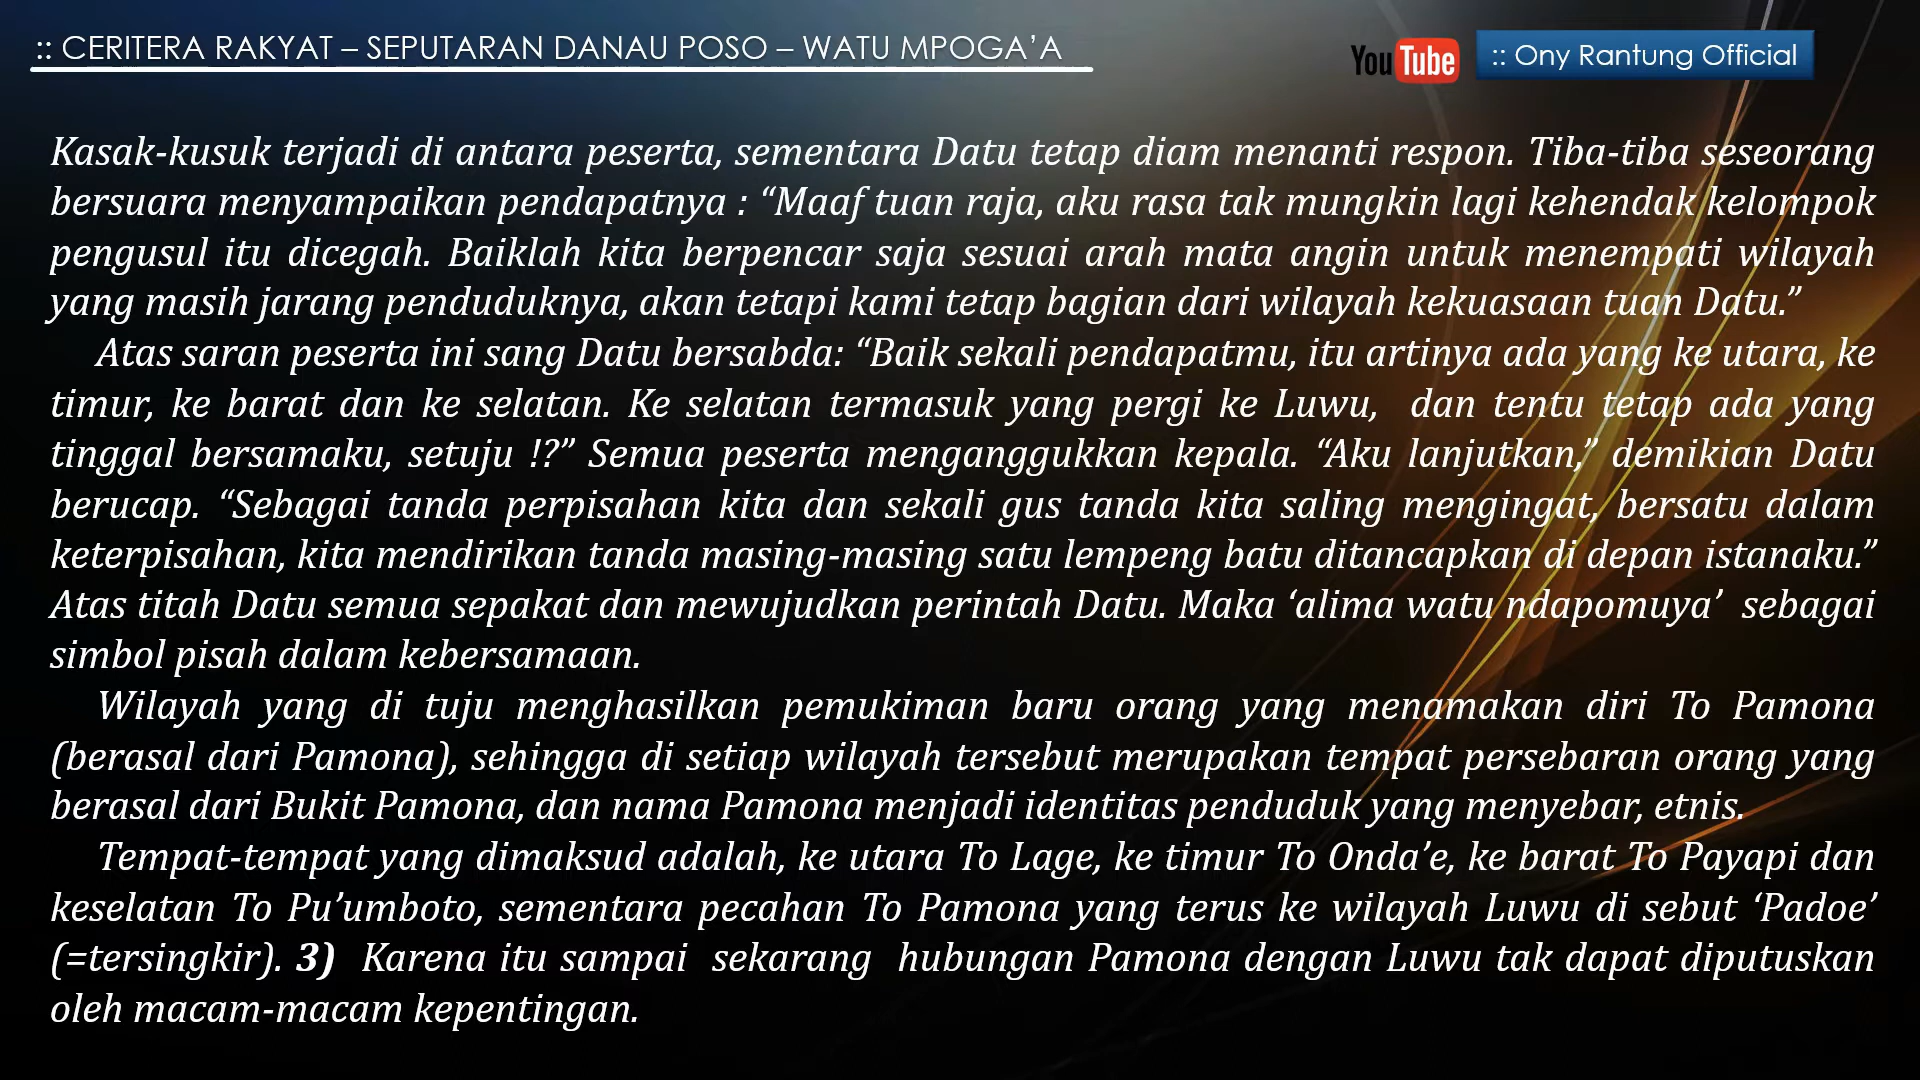 :: CERITERA RAKYAT – SEPUTARAN DANAU POSO – WATU MPOGA’A
YouTube
:: Ony Rantung Official
Kasak-kusuk terjadi di antara peserta, sementara Datu tetap diam menanti respon. Tiba-tiba seseorang
bersuara menyampaikan pendapatnya : “Maaf tuan raja, aku rasa tak mungkin lagi kehendak kelompok
pengusul itu dicegah. Baiklah kita berpencar saja sesuai arah mata angin untuk menempati wilayah
yang masih jarang penduduknya, akan tetapi kami tetap bagian dari wilayah kekuasaan tuan Datu.”
Atas saran peserta ini sang Datu bersabda: “Baik sekali pendapatmu, itu artinya ada yang ke utara, ke
timur, ke barat dan ke selatan. Ke selatan termasuk yang pergi ke Luwu,  dan tentu tetap ada yang
tinggal bersamaku, setuju !?” Semua peserta menganggukkan kepala. “Aku lanjutkan,” demikian Datu
berucap. “Sebagai tanda perpisahan kita dan sekali gus tanda kita saling mengingat, bersatu dalam
keterpisahan, kita mendirikan tanda masing-masing satu lempeng batu ditancapkan di depan istanaku.”
Atas titah Datu semua sepakat dan mewujudkan perintah Datu. Maka ‘alima watu ndapomuya’  sebagai
simbol pisah dalam kebersamaan.
Wilayah yang di tuju menghasilkan pemukiman baru orang yang menamakan diri To Pamona
(berasal dari Pamona), sehingga di setiap wilayah tersebut merupakan tempat persebaran orang yang
berasal dari Bukit Pamona, dan nama Pamona menjadi identitas penduduk yang menyebar, etnis.
Tempat-tempat yang dimaksud adalah, ke utara To Lage, ke timur To Onda’e, ke barat To Payapi dan
keselatan To Pu’umboto, sementara pecahan To Pamona yang terus ke wilayah Luwu di sebut ‘Padoe’
(=tersingkir). 3)  Karena itu sampai  sekarang  hubungan Pamona dengan Luwu tak dapat diputuskan
oleh macam-macam kepentingan.